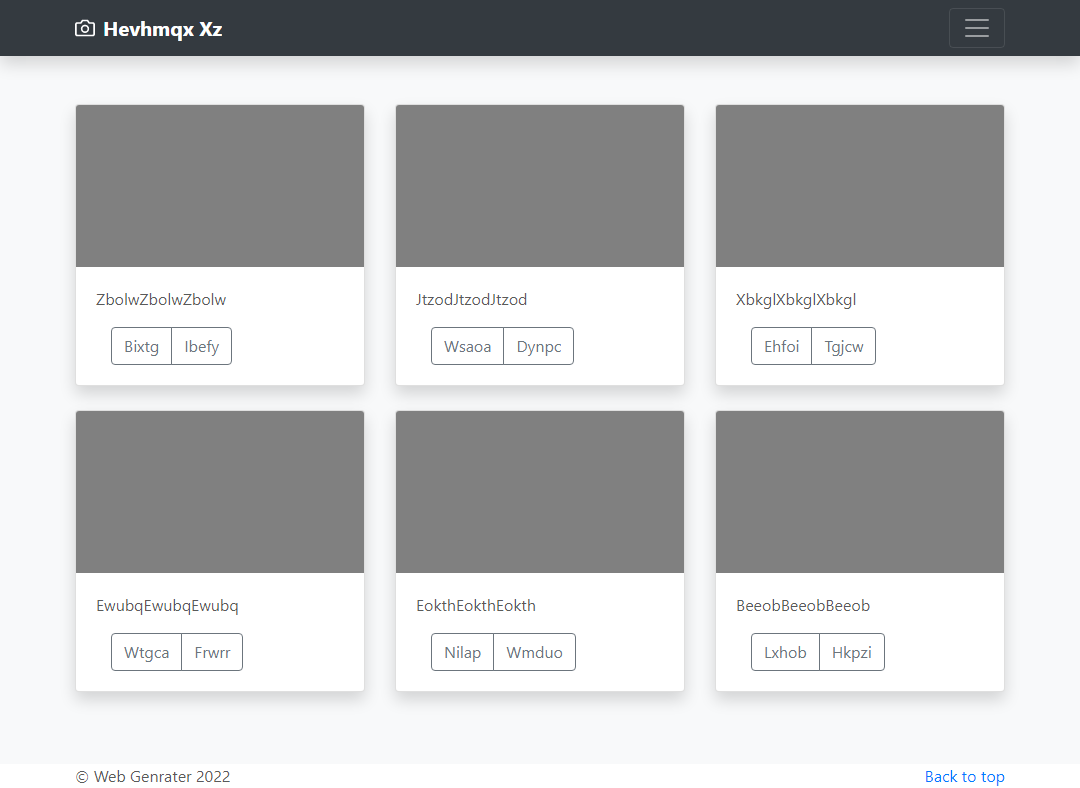 Hevhmqx Xz
ZbolwZbolwZbolw
JtzodJtzodJtzod
XbkglXbkglXbkgl
Bixtg Ibefy
Wsaoa Dynpc
Ehfoi Tgjcw
EwubqEwubqEwubq
EokthEokthEokth
BeeobBeeobBeeob
Wtgca Frwrr
Nilap Wmduo
Lxhob Hkpzi
© Web Genrater 2022
Back to top